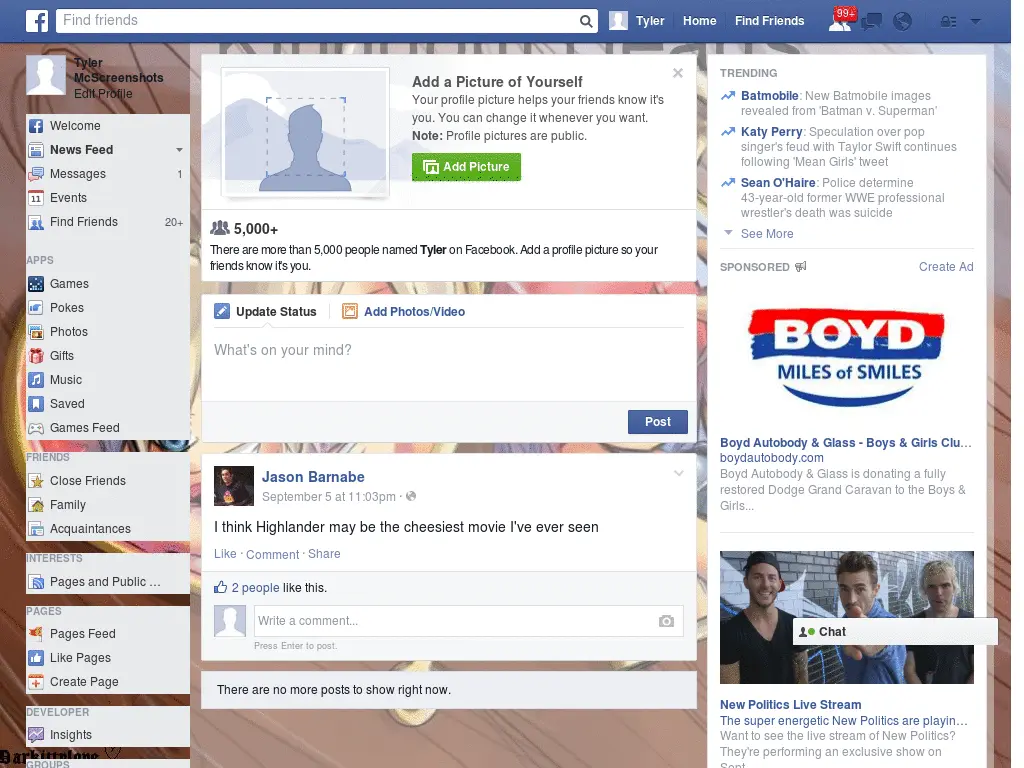 Find friends
Tyler
Home
Find Friends
99+
Tyler
McScreenshots
Edit Profile
Welcome
News Feed
Messages 1
11 Events
Find Friends 20+
APPS
Games
Pokes
Photos
Gifts
Music
Saved
Games Feed
FRIENDS
Close Friends
Family
Acquaintances
INTERESTS
Pages and Public ...
PAGES
Pages Feed
Like Pages
Create Page
DEVELOPER
Insights
GROUPS
Add a Picture of Yourself
Your profile picture helps your friends know it's
you. You can change it whenever you want.
Note: Profile pictures are public.
Add Picture
5,000+
There are more than 5,000 people named Tyler on Facebook. Add a profile picture so your
friends know it's you.
Update Status
Add Photos/Video
What's on your mind?
Post
Jason Barnabe
September 5 at 11:03pm ·
I think Highlander may be the cheesiest movie I've ever seen
Like · Comment · Share
2 people like this.
Write a comment...
Press Enter to post.
There are no more posts to show right now.
TRENDING
Batmobile: New Batmobile images
revealed from 'Batman v. Superman'
Katy Perry: Speculation over pop
singer's feud with Taylor Swift continues
following 'Mean Girls' tweet
Sean O'Haire: Police determine
43-year-old former WWE professional
wrestler's death was suicide
See More
SPONSORED
Create Ad
BOYD
MILES of SMILES
Boyd Autobody & Glass - Boys & Girls Clu...
boydautobody.com
Boyd Autobody & Glass is donating a fully
restored Dodge Grand Caravan to the Boys &
Girls...
Chat
New Politics Live Stream
The super energetic New Politics are playin...
Want to see the live stream of New Politics?
They're performing an exclusive show on
Sept